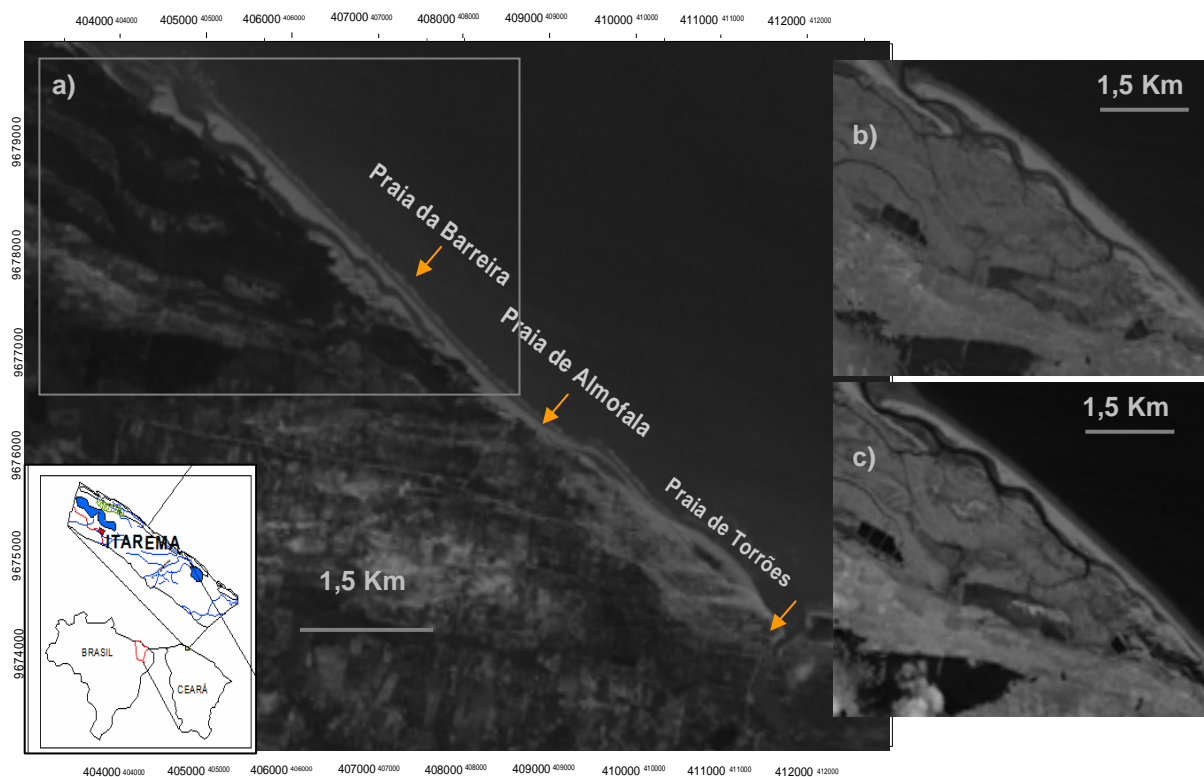 404000 404000 405000 405000 406000 406000 407000 407000 408000 408000 409000 409000 410000 410000 411000 411000 412000 412000
a)
1,5 Km
b)
9679000
Praia da Barreira
9678000
Praia de Almofala
9677000
1,5 Km
c)
9676000
Praia de Torrões
ITAREMA
9675000
1,5 Km
9674000
BRASIL
CEARÁ
404000 404000 405000 405000 406000 406000 407000 407000 408000 408000 409000 409000 410000 410000 411000 411000 412000 412000